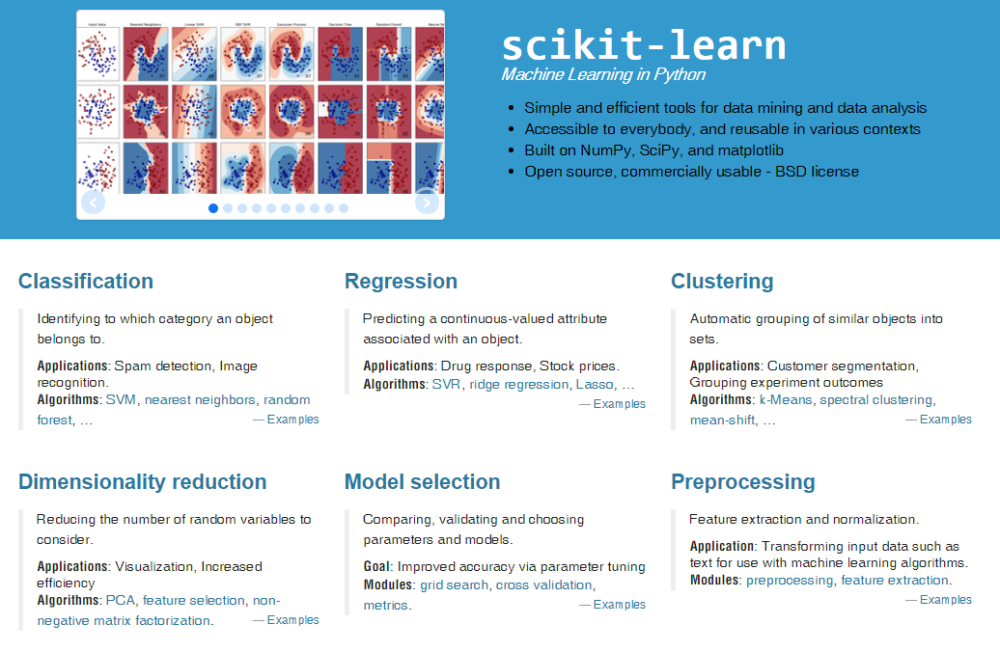 Input data Nearest Neighbors Linear SVM RBF SVM Gaussian Process Decision Tree Random Forest
scikit-learn
Machine Learning in Python
Simple and efficient tools for data mining and data analysis
Accessible to everybody, and reusable in various contexts
Built on NumPy, SciPy, and matplotlib
Open source, commercially usable - BSD license
Classification
Identifying to which category an object
belongs to.
Applications: Spam detection, Image
recognition.
Algorithms: SVM, nearest neighbors, random
forest, … — Examples
Regression
Predicting a continuous-valued attribute
associated with an object.
Applications: Drug response, Stock prices.
Algorithms: SVR, ridge regression, Lasso, …
— Examples
Clustering
Automatic grouping of similar objects into
sets.
Applications: Customer segmentation,
Grouping experiment outcomes
Algorithms: k-Means, spectral clustering,
mean-shift, … — Examples
Dimensionality reduction
Reducing the number of random variables to
consider.
Applications: Visualization, Increased
efficiency
Algorithms: PCA, feature selection, non-
negative matrix factorization. — Examples
Model selection
Comparing, validating and choosing
parameters and models.
Goal: Improved accuracy via parameter tuning
Modules: grid search, cross validation,
metrics. — Examples
Preprocessing
Feature extraction and normalization.
Application: Transforming input data such as
text for use with machine learning algorithms.
Modules: preprocessing, feature extraction.
— Examples